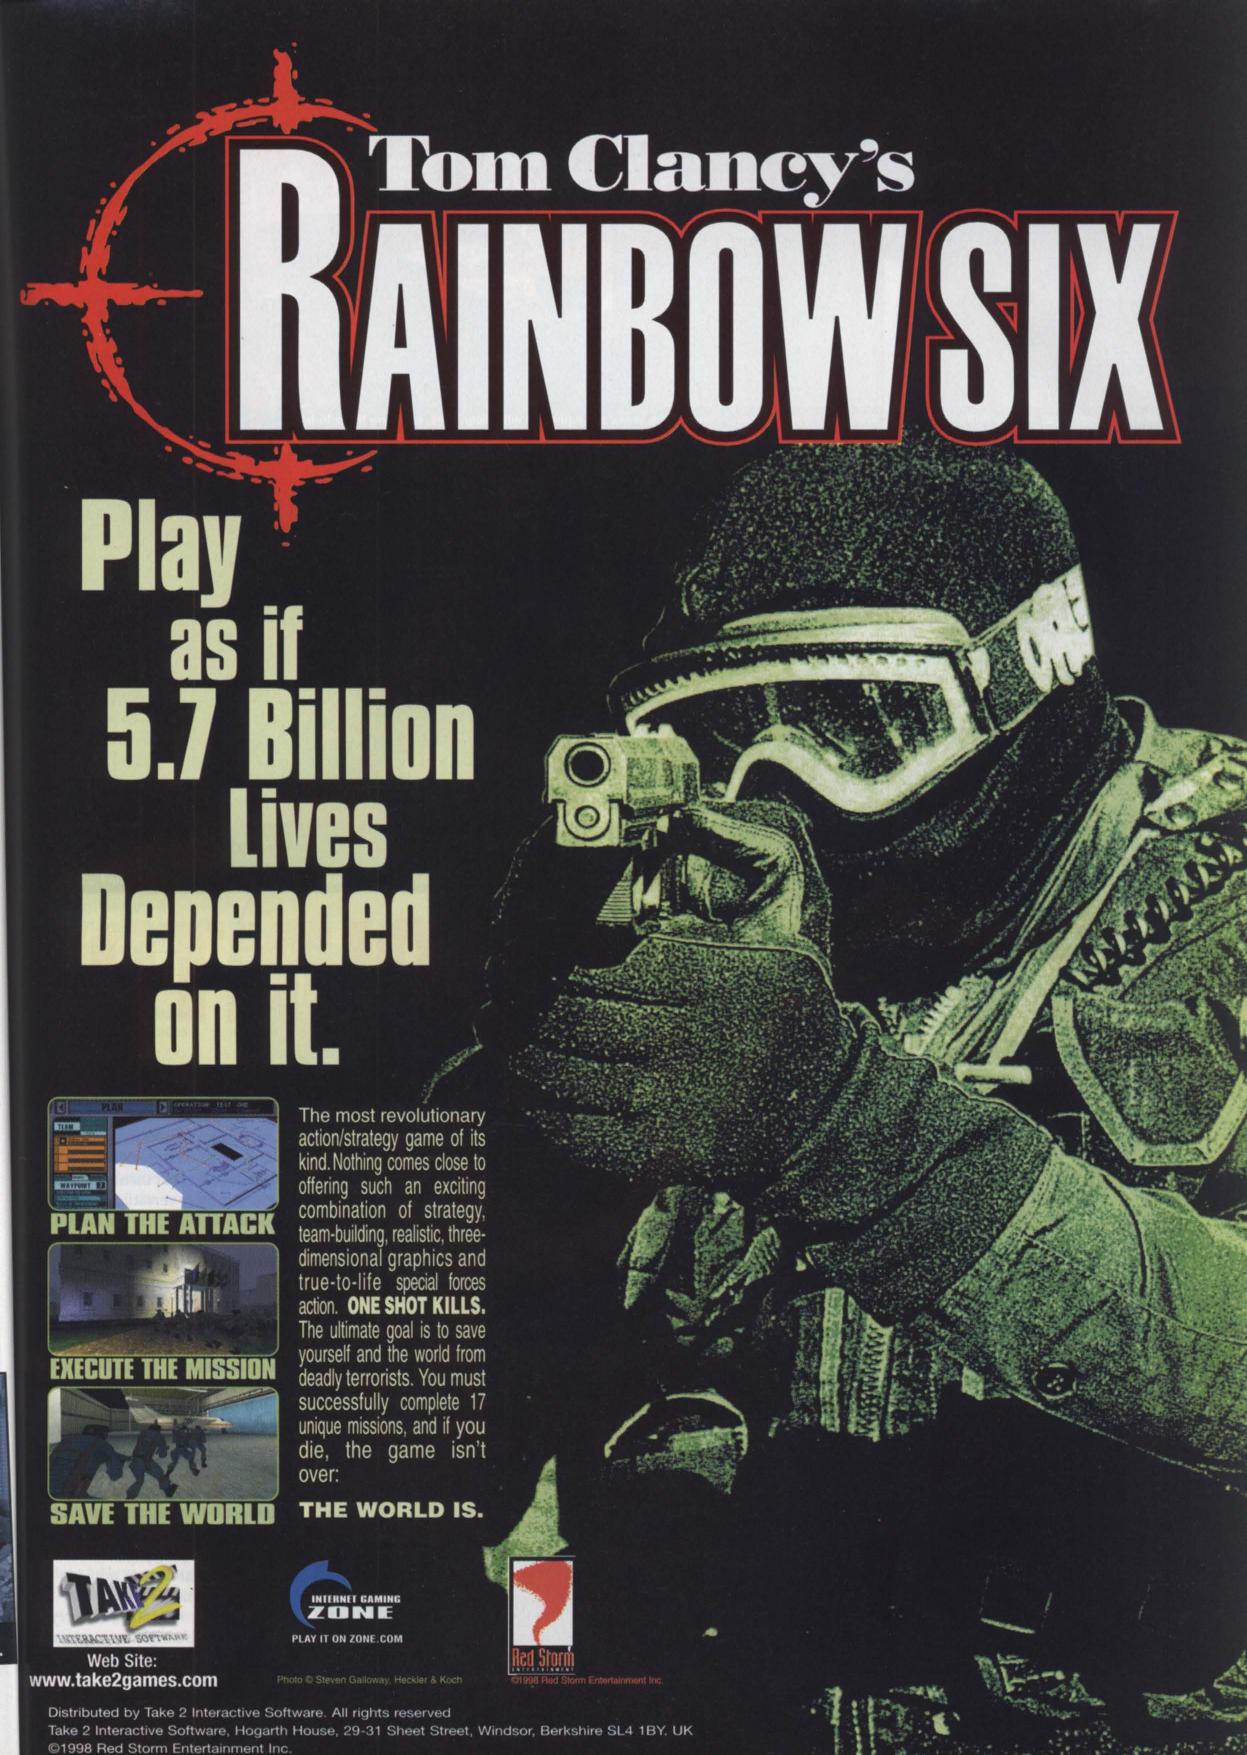 Tom Clancy's
RAINBOW SIX
Play
as if
5.7 Billion
Lives
Depended
on it.
PLAN
OPERATION: TEST ONE
TEAM
WAYPOINT
PLAN THE ATTACK
EXECUTE THE MISSION
SAVE THE WORLD
The most revolutionary
action/strategy game of its
kind. Nothing comes close to
offering such an exciting
combination of strategy,
team-building, realistic, three-
dimensional graphics and
true-to-life special forces
action. ONE SHOT KILLS.
The ultimate goal is to save
yourself and the world from
deadly terrorists. You must
successfully complete 17
unique missions, and if you
die, the game isn't
over:
THE WORLD IS.
TAKE 2
INTERACTIVE SOFTWARE
Web Site:
www.take2games.com
INTERNET GAMING
ZONE
PLAY IT ON ZONE.COM
Photo © Steven Galloway, Heckler & Koch
Red Storm
ENTERTAINMENT
©1998 Red Storm Entertainment Inc.
Distributed by Take 2 Interactive Software. All rights reserved
Take 2 Interactive Software, Hogarth House, 29-31 Sheet Street, Windsor, Berkshire SL4 1BY. UK
©1998 Red Storm Entertainment Inc.